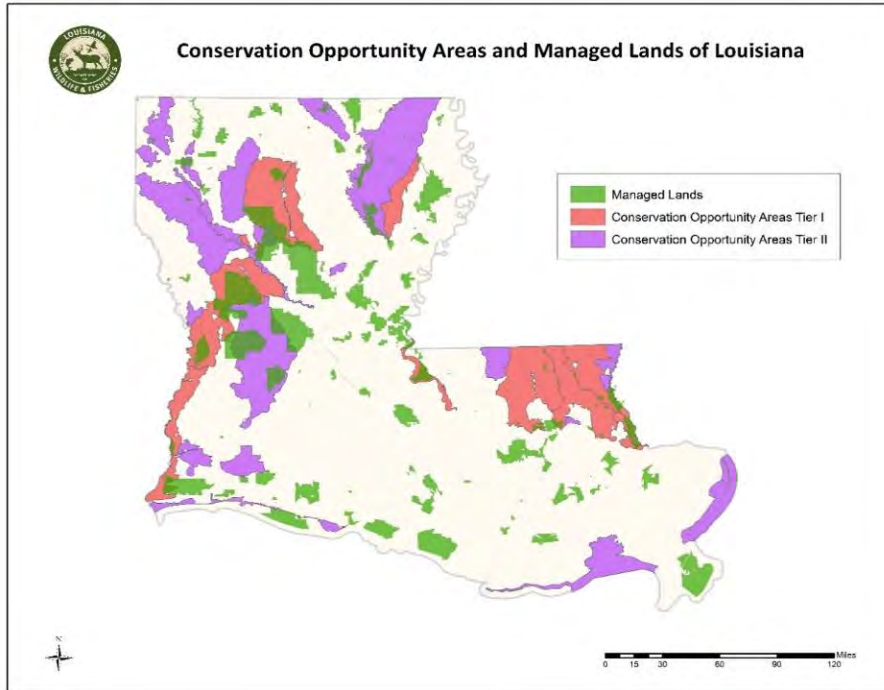 LOUISIANA
WILDLIFE & FISHERIES
Conservation Opportunity Areas and Managed Lands of Louisiana
Managed Lands
Conservation Opportunity Areas Tier I
Conservation Opportunity Areas Tier II
N
Miles
0 15 30 60 90 120